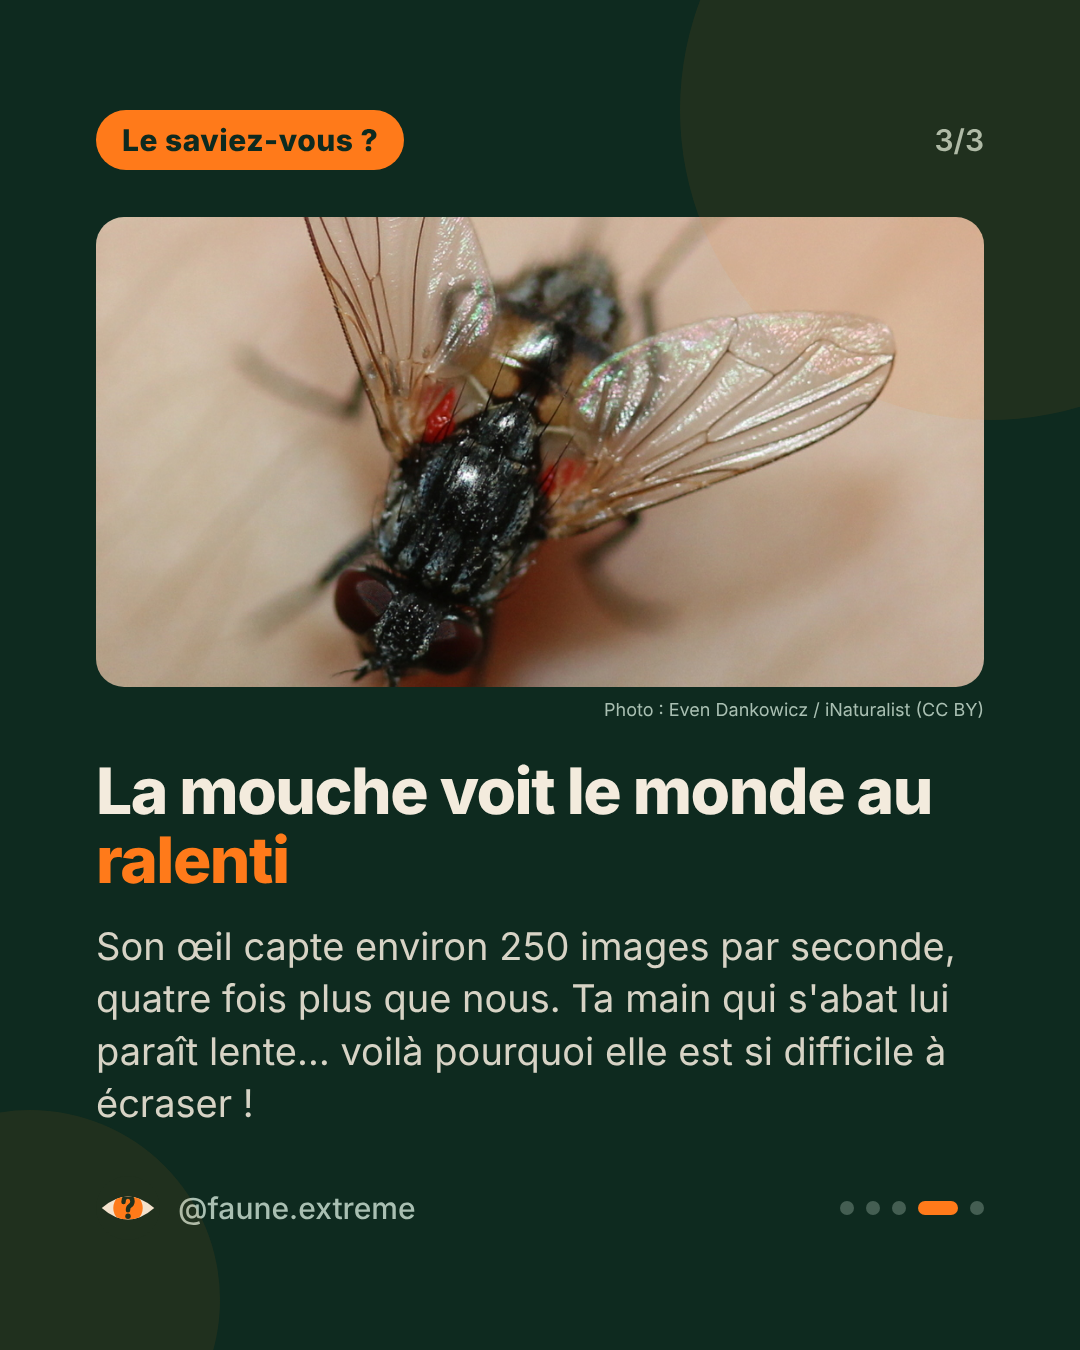 Le saviez-vous ?
3/3
Photo : Even Dankowicz / iNaturalist (CC BY)
La mouche voit le monde au
ralenti
Son œil capte environ 250 images par seconde,
quatre fois plus que nous. Ta main qui s'abat lui
paraît lente... voilà pourquoi elle est si difficile à
écraser !
?
@faune.extreme